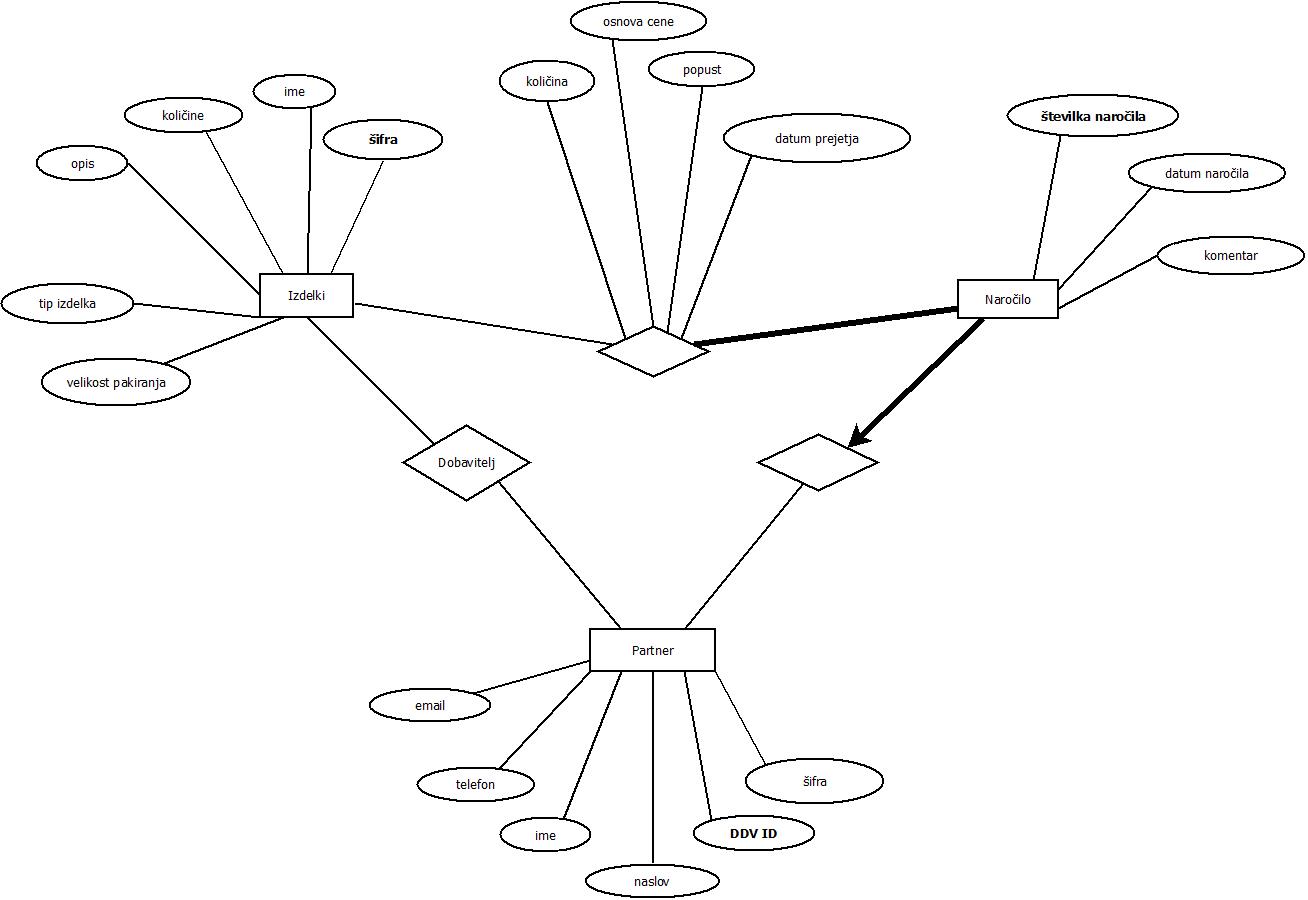 osnova cene
popust
količina
ime
količine
šifra
opis
datum prejetja
številka naročila
datum naročila
komentar
tip izdelka
Izdelki
Naročilo
velikost pakiranja
Dobavitelj
Partner
email
telefon
šifra
ime
DDV ID
naslov